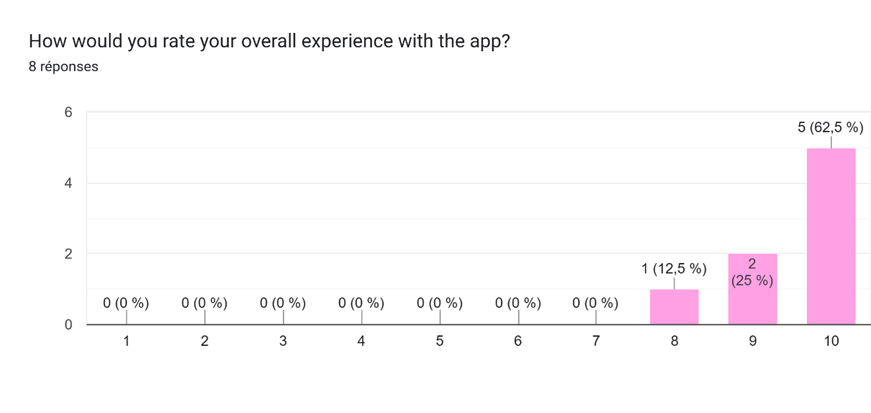 How would you rate your overall experience with the app?
8 réponses
6
4
2
0
0 (0 %)
0 (0 %)
0 (0 %)
0 (0 %)
0 (0 %)
0 (0 %)
0 (0 %)
1 (12,5 %)
2
(25 %)
5 (62,5 %)
1
2
3
4
5
6
7
8
9
10